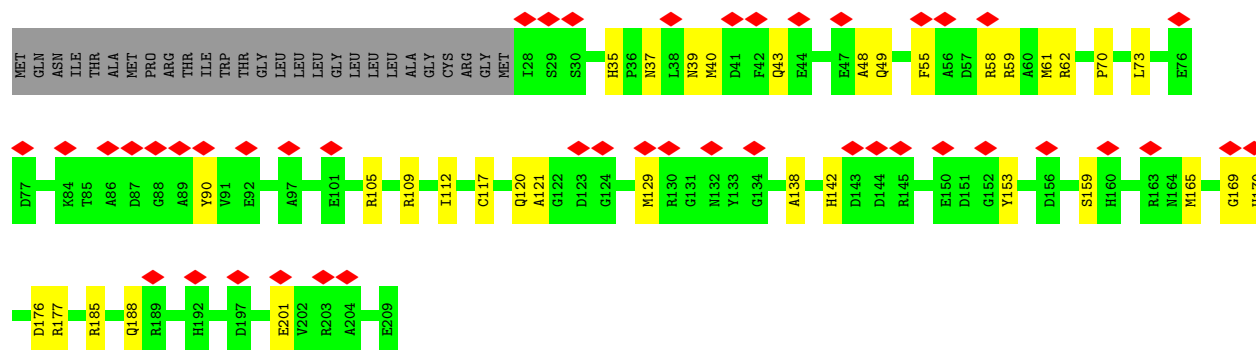 MET GLN ASN ILE THR ALA MET PRO ARG THR ILE TRP THR GLY LEU LEU LEU GLY LEU LEU LEU ALA GLY CYS ARG GLY MET I28 S29 S30 H35 P36 N37 L38 N39 M40 D41 F42 Q43 E44 E47 A48 Q49 F55 A56 D57 R58 R59 A60 M61 R62 P70 L73 E76
D77 K84 T85 A86 D87 G88 A89 Y90 V91 E92 A97 E101 R105 R109 I112 C117 Q120 A121 G122 D123 G124 M129 R130 G131 N132 Y133 G134 A138 H142 D143 D144 R145 E150 D151 G152 Y153 D156 S159 H160 R163 N164 M165 G169
D176 R177 R185 Q188 R189 H192 D197 E201 V202 R203 A204 E209